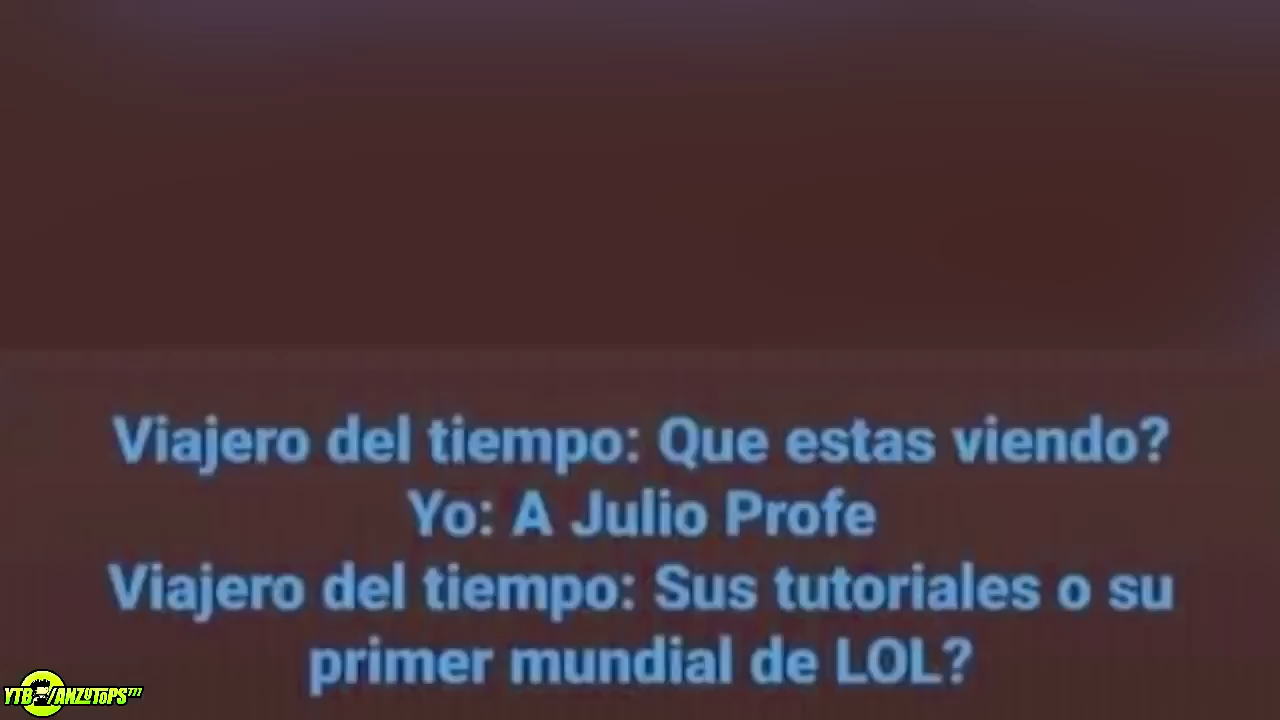 Viajero del tiempo: Que estas viendo?
Yo: A Julio Profe
Viajero del tiempo: Sus tutoriales o su
primer mundial de LOL?
YTB